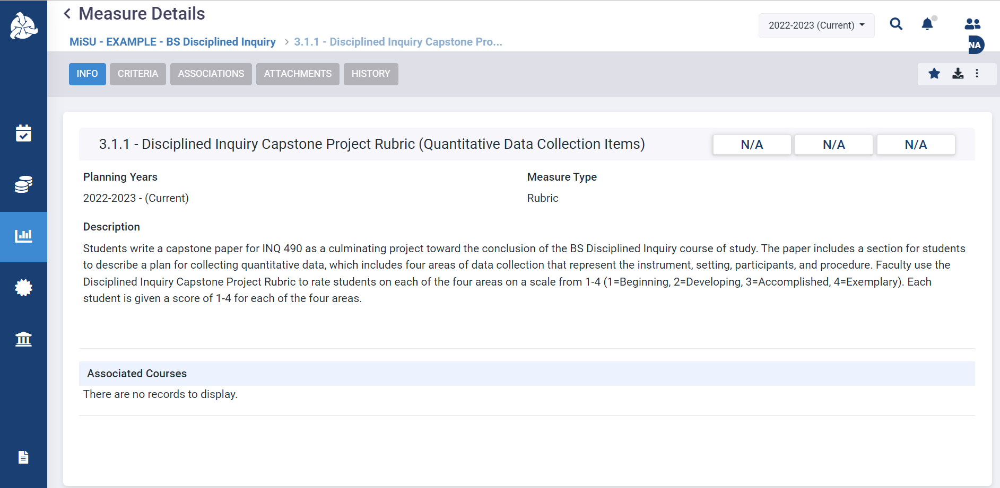 Measure Details
2022-2023 (Current)
MiSU - EXAMPLE - BS Disciplined Inquiry > 3.1.1 - Disciplined Inquiry Capstone Pro...
NA
INFO CRITERIA ASSOCIATIONS ATTACHMENTS HISTORY
3.1.1 - Disciplined Inquiry Capstone Project Rubric (Quantitative Data Collection Items) N/A N/A N/A
Planning Years Measure Type
2022-2023 - (Current) Rubric
Description
Students write a capstone paper for INQ 490 as a culminating project toward the conclusion of the BS Disciplined Inquiry course of study. The paper includes a section for students
to describe a plan for collecting quantitative data, which includes four areas of data collection that represent the instrument, setting, participants, and procedure. Faculty use the
Disciplined Inquiry Capstone Project Rubric to rate students on each of the four areas on a scale from 1-4 (1=Beginning, 2=Developing, 3=Accomplished, 4=Exemplary). Each
student is given a score of 1-4 for each of the four areas.
Associated Courses
There are no records to display.